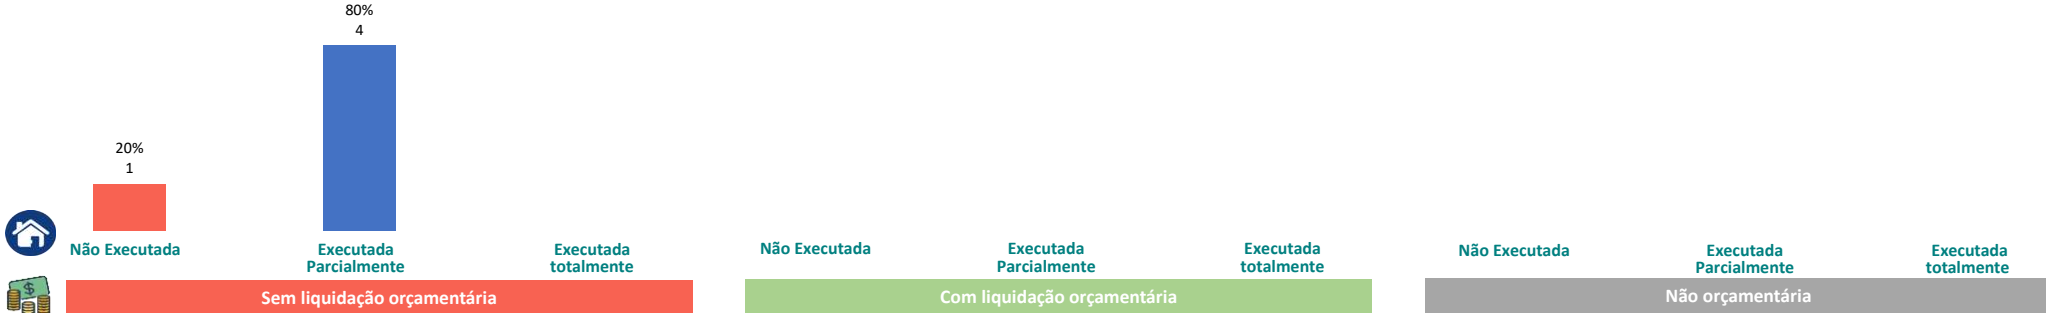 80%
4
20%
1
Não Executada
Executada
Parcialmente
Executada
totalmente
Sem liquidação orçamentária
Não Executada
Executada
Parcialmente
Executada
totalmente
Com liquidação orçamentária
Não Executada
Executada
Parcialmente
Executada
totalmente
Não orçamentária
$